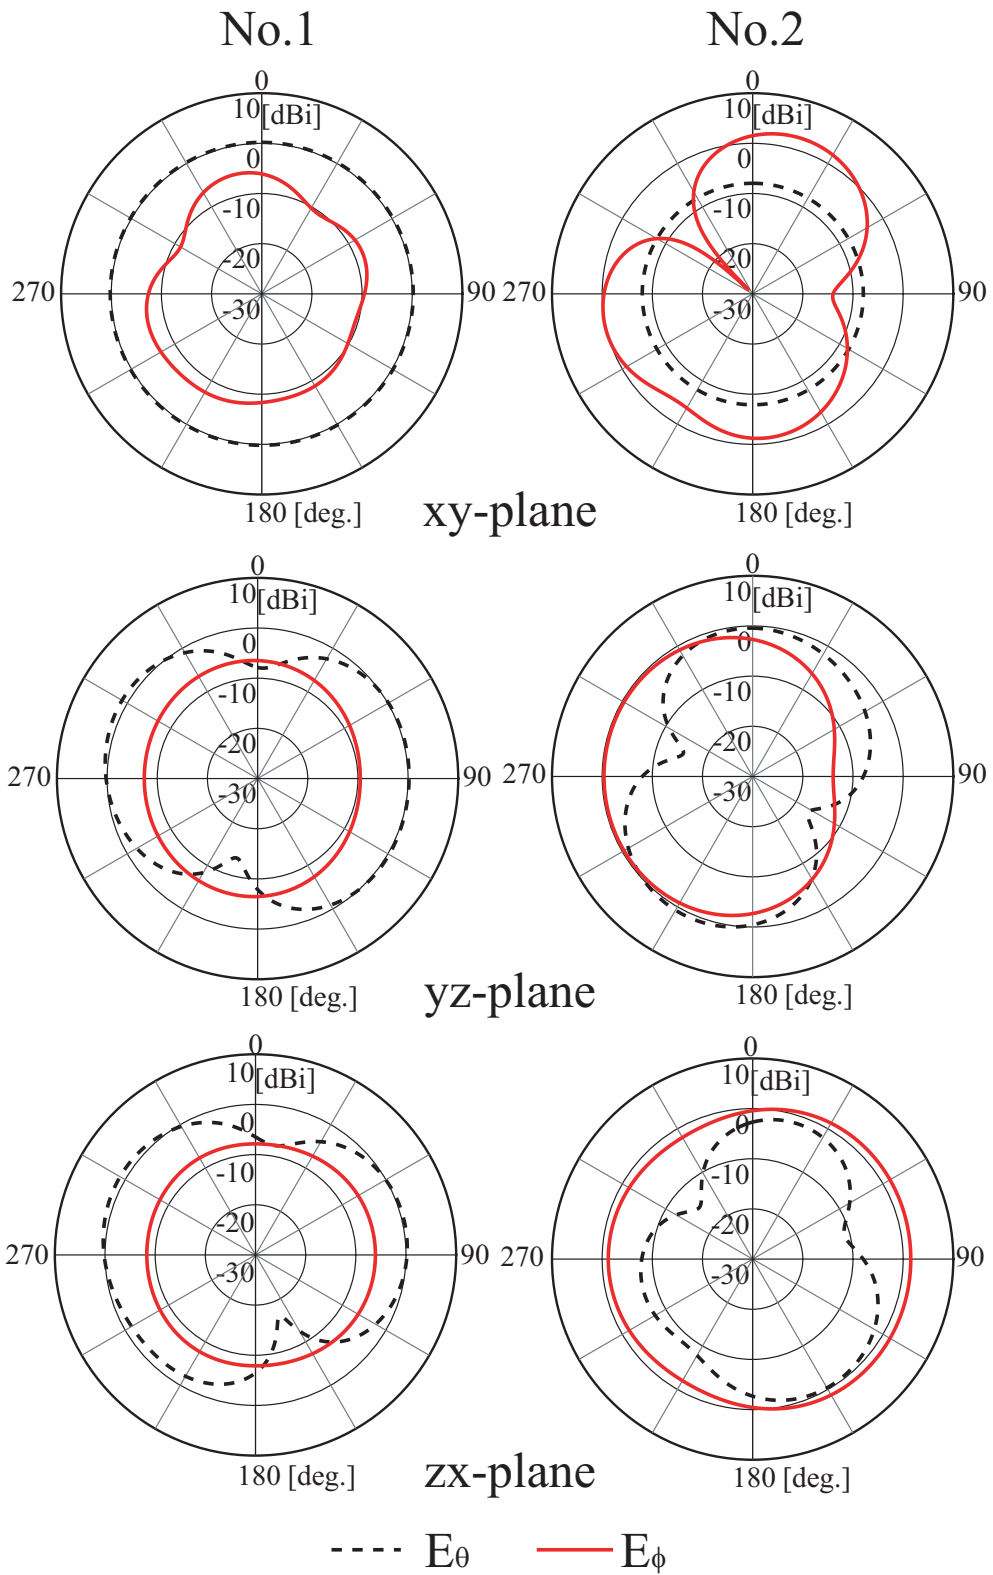 No.1 No.2
0 0
10 [dBi] 10 [dBi]
0 0
-10 -10
-20 -20
270 90 270 90
-30 -30
180 [deg.] xy-plane 180 [deg.]
0 0
10 [dBi] 10 [dBi]
0 0
-10 -10
-20 -20
270 90 270 90
-30 -30
180 [deg.] yz-plane 180 [deg.]
0 0
10 [dBi] 10 [dBi]
0 0
-10 -10
-20 -20
270 90 270 90
-30 -30
180 [deg.] zx-plane 180 [deg.]
Eθ Eϕ